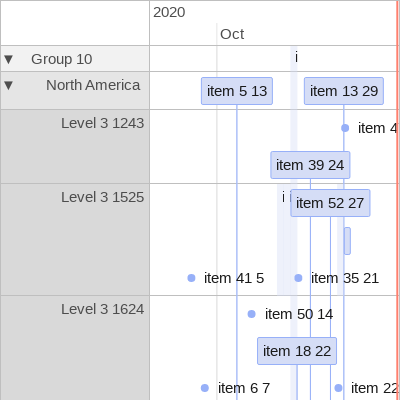 2020
Oct
▼ Group 10
i
▼ North America
item 5 13
item 13 29
Level 3 1243
item 4
item 39 24
Level 3 1525
i i
item 52 27
item 41 5
item 35 21
Level 3 1624
item 50 14
item 18 22
item 6 7
item 22